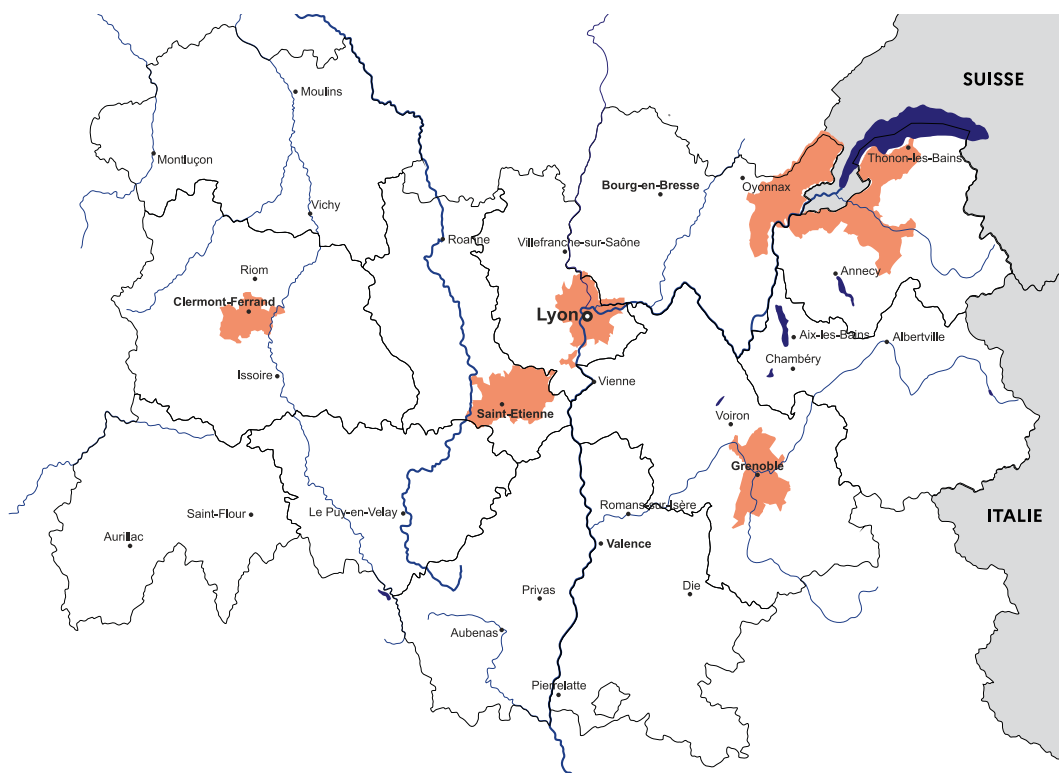 SUISSE
Moulins
Thonon-les-Bains
Montluçon
Oyonnax
Bourg-en-Bresse
Vichy
Roanne
Villefranche-sur-Saône
Riom
Annecy
Clermont-Ferrand
Lyon
Aix-les-Bains
Albertville
Chambéry
Issoire
Vienne
Saint-Etienne
Voiron
Grenoble
Saint-Flour
Le Puy-en-Velay
Romans-sur-Isère
ITALIE
Aurillac
Valence
Privas
Die
Aubenas
Pierrelatte